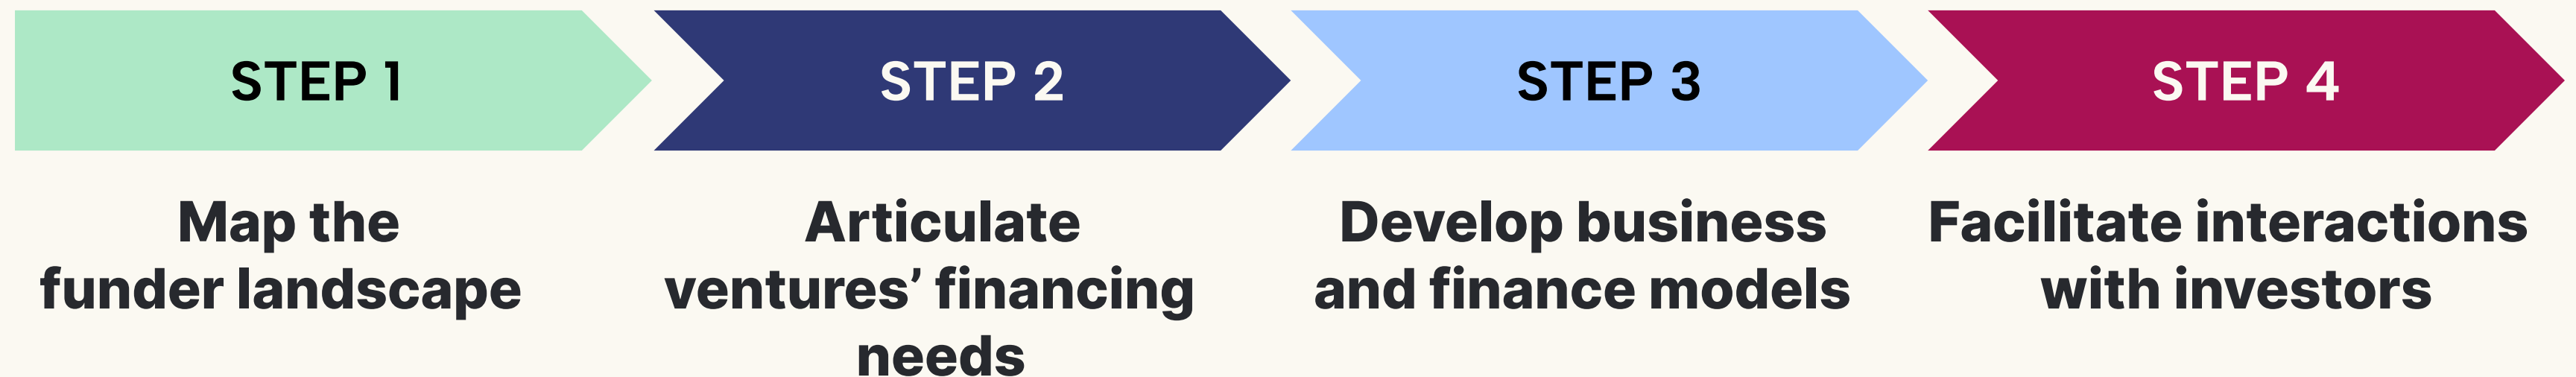 STEP 1
Map the
funder landscape
STEP 2
Articulate
ventures’ financing
needs
STEP 3
Develop business
and finance models
STEP 4
Facilitate interactions
with investors